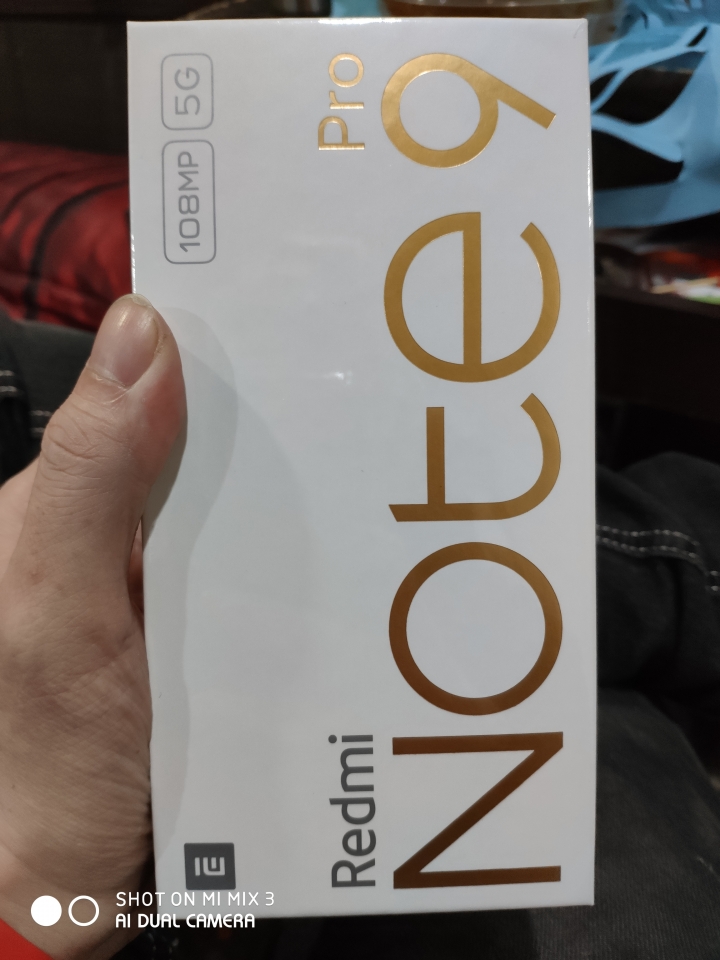 Redmi
Note 9
Pro
108MP
5G
SHOT ON MI MIX 3
AI DUAL CAMERA